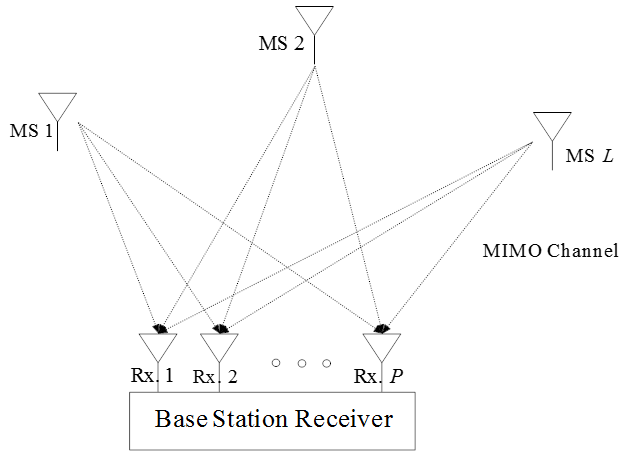 MS 2
MS 1
MS L
MIMO Channel
Rx. 1
Rx. 2
Rx. P
Base Station Receiver